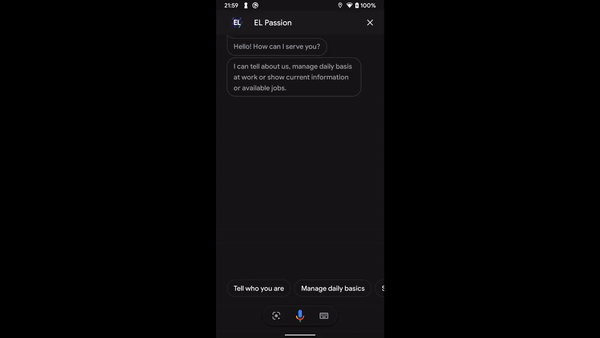 21:59 100%
EL EL Passion
Hello! How can I serve you?
I can tell about us, manage daily basis
at work or show current information
or available jobs.
Tell who you are Manage daily basics S